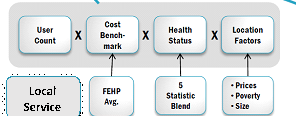 User
Count
X
Cost
Bench-
mark
X
Health
Status
X
Location
Factors
Local
Service
FEHP
Avg.
5
Statistic
Blend
• Prices
• Poverty
• Size